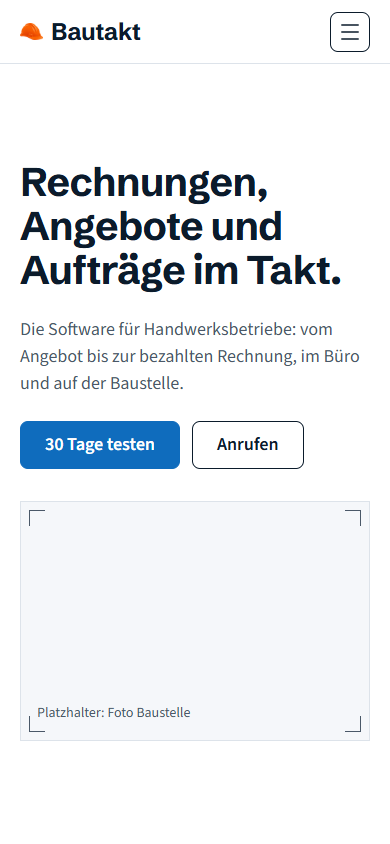 Bautakt
Rechnungen,
Angebote und
Aufträge im Takt.
Die Software für Handwerksbetriebe: vom
Angebot bis zur bezahlten Rechnung, im Büro
und auf der Baustelle.
30 Tage testen
Anrufen
Platzhalter: Foto Baustelle